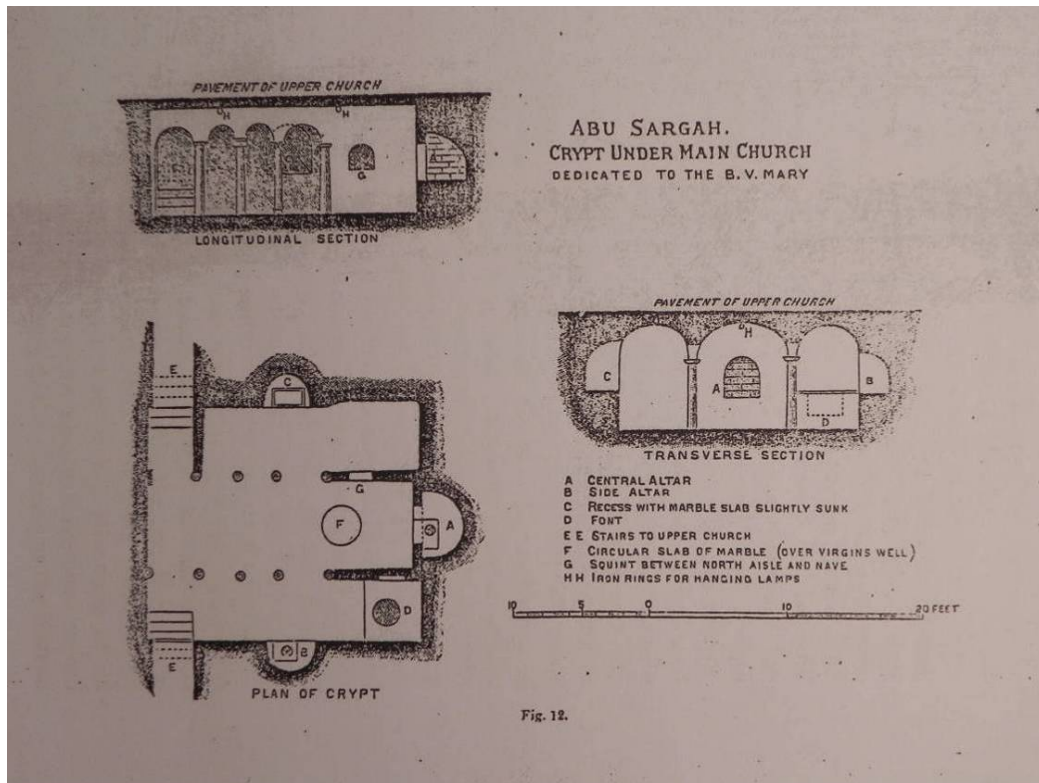 PAVEMENT OF UPPER CHURCH
H
H
G
A
G
LONGITUDINAL SECTION
ABU SARGAH.
CRYPT UNDER MAIN CHURCH
DEDICATED TO THE B. V. MARY
PAVEMENT OF UPPER CHURCH
H
C
A
B
D
TRANSVERSE SECTION
E
C
G
F
A
D
B
E
PLAN OF CRYPT
A CENTRAL ALTAR
B SIDE ALTAR
C RECESS WITH MARBLE SLAB SLIGHTLY SUNK
D FONT
E E STAIRS TO UPPER CHURCH
F CIRCULAR SLAB OF MARBLE (OVER VIRGINS WELL)
G SQUINT BETWEEN NORTH AISLE AND NAVE
H H IRON RINGS FOR HANGING LAMPS
10 5 0 10 20 FEET
Fig. 12.